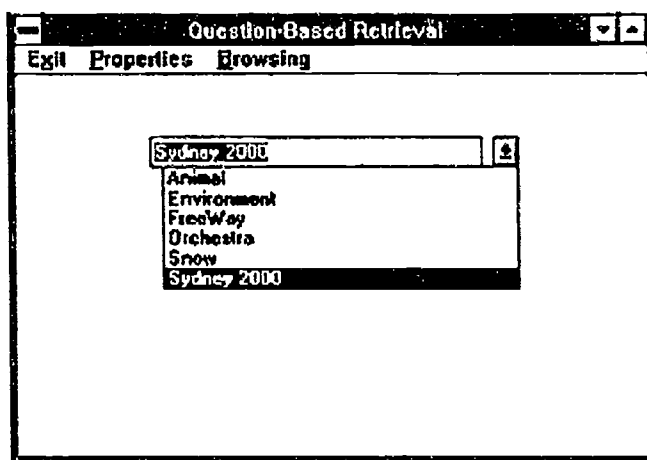 Question-Based Retrieval
Exit Properties Browsing
Sydney 2000
Animal
Environment
FreeWay
Orchestra
Snow
Sydney 2000